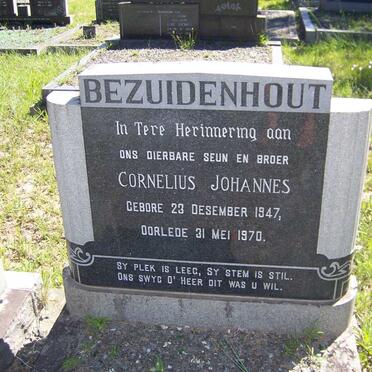 BEZUIDENHOUT
In Tere Herinnering aan
ONS DIERBARE SEUN EN BROER
CORNELIUS JOHANNES
GEBORE 23 DESEMBER 1947,
OORLEDE 31 MEI 1970.
SY PLEK IS LEEG, SY STEM IS STIL.
ONS SWYG O' HEER DIT WAS U WIL.